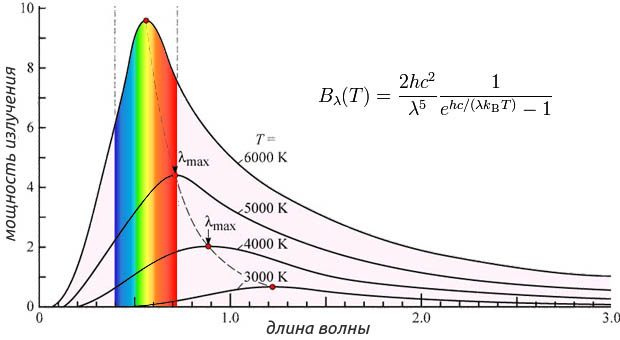 10
8
6
4
2
0
мощность излучения
B_λ(T) = 2hc² / λ⁵ 1 / e^{hc/(λk_BT)} − 1
T =
6000 K
λmax
5000 K
λmax
4000 K
3000 K
0 1.0 2.0 3.0
длина волны